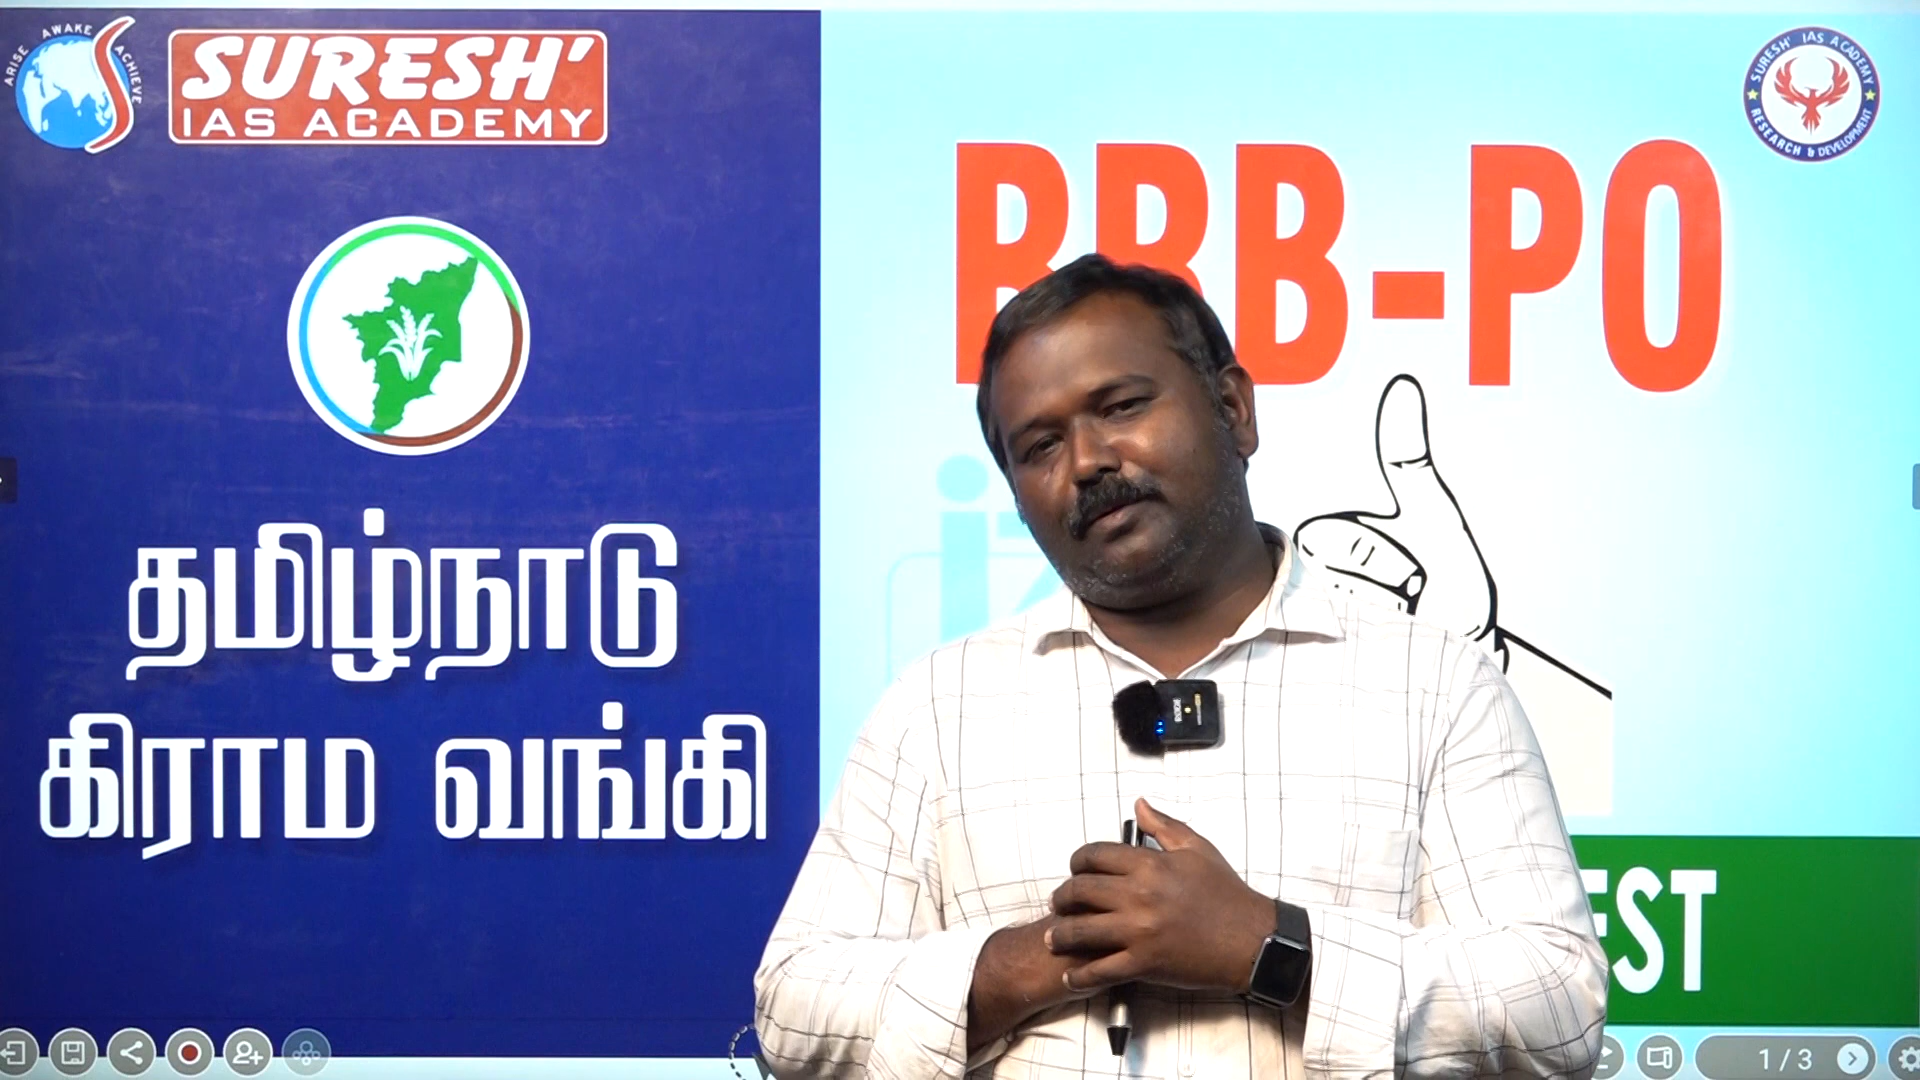 ARISE AWAKE ACHIEVE
SURESH'
IAS ACADEMY
தமிழ்நாடு
கிராம வங்கி
SURESH' IAS ACADEMY
RESEARCH & DEVELOPMENT
RRB-PO
EST
1/3